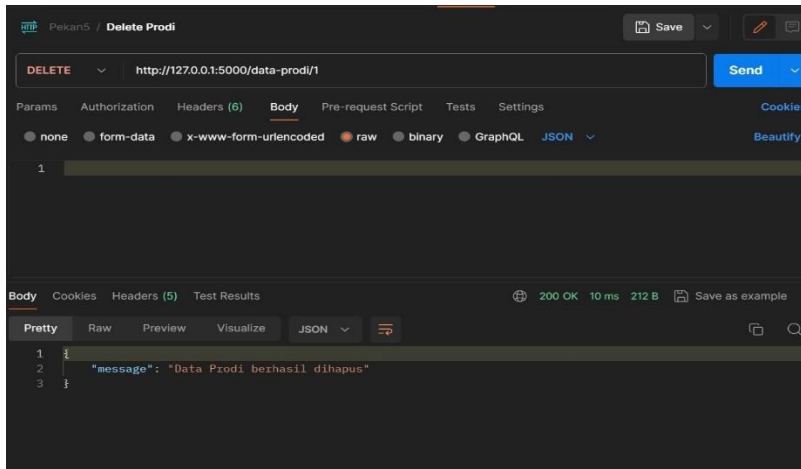 HTTP Pekan5 / Delete Prodi Save
DELETE http://127.0.0.1:5000/data-prodi/1 Send
Params Authorization Headers (6) Body Pre-request Script Tests Settings Cookie
none form-data x-www-form-urlencoded raw binary GraphQL JSON Beautify
1
Body Cookies Headers (5) Test Results 200 OK 10 ms 212 B Save as example
Pretty Raw Preview Visualize JSON
1 {
2 "message": "Data Prodi berhasil dihapus"
3 }